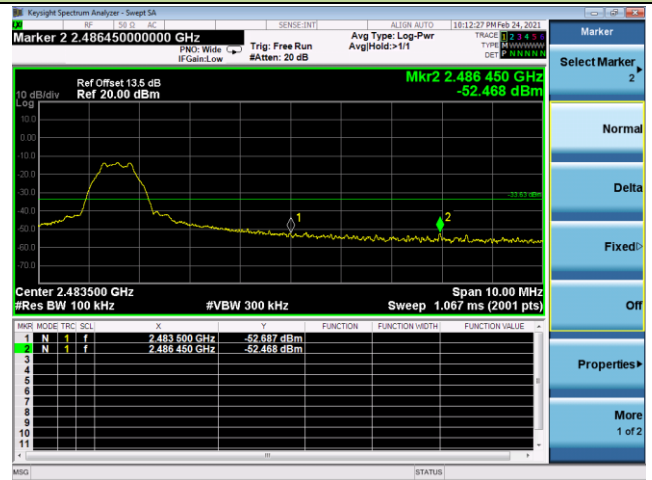 Keysight Spectrum Analyzer - Swept SA
RF 50 Ω AC SENSE:INT ALIGN AUTO 10:12:27 PM Feb 24, 2021
Marker 2 2.486450000000 GHz
PNO: Wide
IFGain:Low
Trig: Free Run
#Atten: 20 dB
Avg Type: Log-Pwr
Avg|Hold:>1/1
TRACE 1 2 3 4 5 6
TYPE M W W W W W
DET P N N N N N
Marker
Select Marker
2
Normal
Delta
Fixed
Off
Properties
More
1 of 2
Ref Offset 13.5 dB
10 dB/div Ref 20.00 dBm
Log
Mkr2 2.486 450 GHz
-52.468 dBm
10.0
0.00
-10.0
-20.0
-30.0
-40.0
-50.0
-60.0
-70.0
-33.63 dBm
1
2
Center 2.483500 GHz Span 10.00 MHz
#Res BW 100 kHz #VBW 300 kHz Sweep 1.067 ms (2001 pts)
MKR MODE TRC SCL X Y FUNCTION FUNCTION WIDTH FUNCTION VALUE
1 N 1 f 2.483 500 GHz -52.687 dBm
2 N 1 f 2.486 450 GHz -52.468 dBm
3
4
5
6
7
8
9
10
11
MSG STATUS